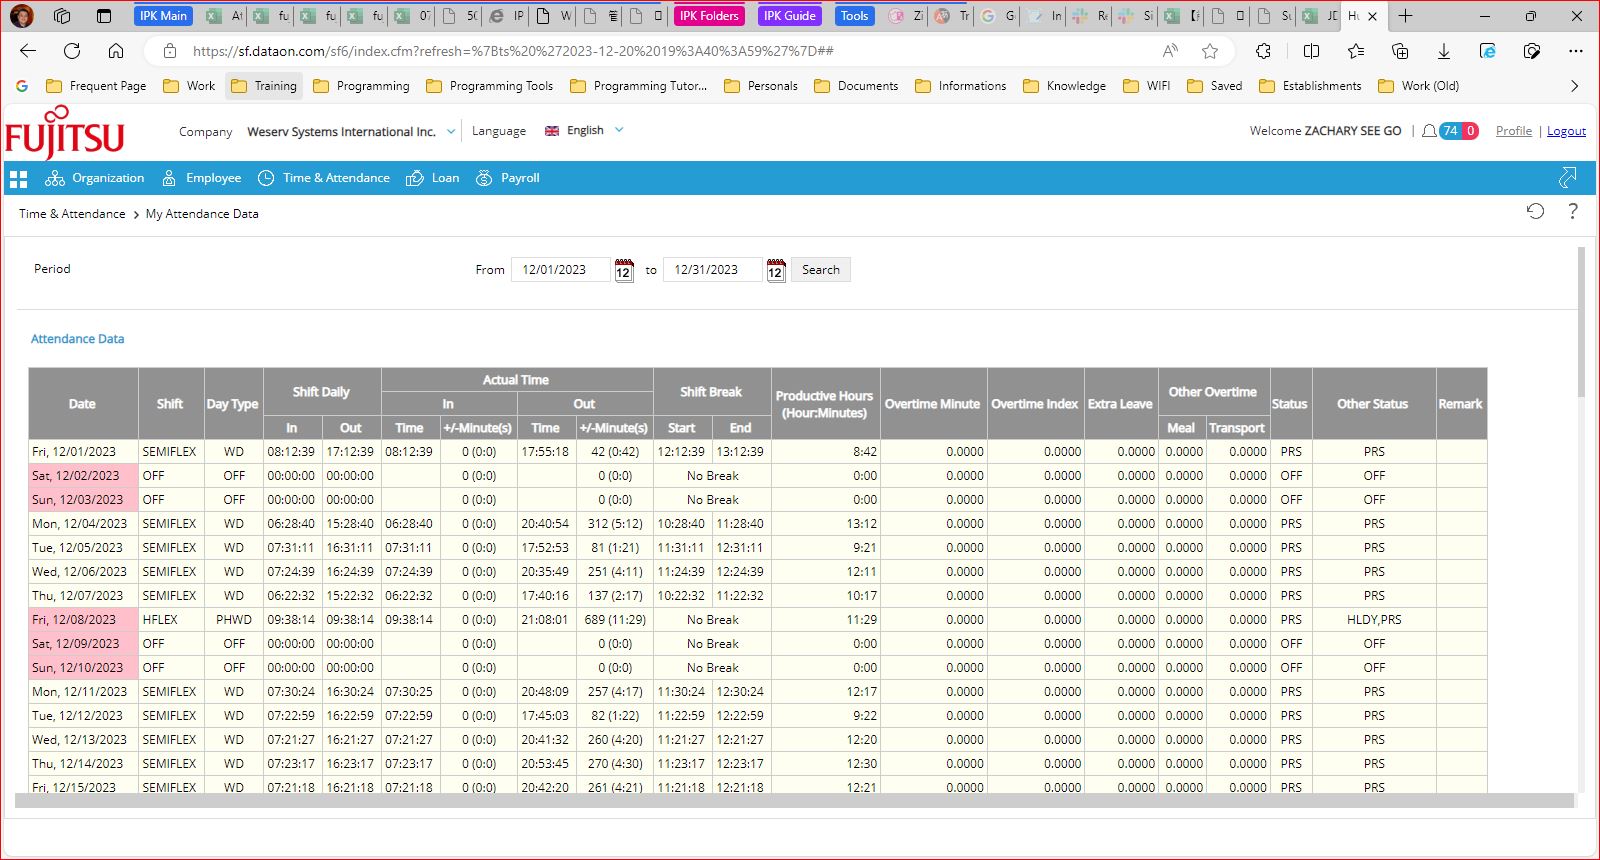 IPK Main
IPK Folders
IPK Guide
Tools
https://sf.dataon.com/sf6/index.cfm?refresh=%7Bts%20%272023-12-20%2019%3A40%3A59%27%7D##
Frequent Page Work Training Programming Programming Tools Programming Tutor... Personals Documents Informations Knowledge WIFI Saved Establishments Work (Old)
FUJITSU
Company Weserv Systems International Inc. Language English Welcome ZACHARY SEE GO | 74 0 Profile | Logout
Organization Employee Time & Attendance Loan Payroll
Time & Attendance > My Attendance Data ?
Period From 12/01/2023 12 to 12/31/2023 12 Search
Attendance Data
Date Shift Day Type Shift Daily Actual Time Shift Break Productive Hours (Hour:Minutes) Overtime Minute Overtime Index Extra Leave Other Overtime Status Other Status Remark
In Out
In Out Time +/-Minute(s) Time +/-Minute(s) Start End Meal Transport
Fri, 12/01/2023 SEMIFLEX WD 08:12:39 17:12:39 08:12:39 0 (0:0) 17:55:18 42 (0:42) 12:12:39 13:12:39 8:42 0.0000 0.0000 0.0000 0.0000 0.0000 PRS PRS
Sat, 12/02/2023 OFF OFF 00:00:00 00:00:00 0 (0:0) 0 (0:0) No Break 0:00 0.0000 0.0000 0.0000 0.0000 0.0000 OFF OFF
Sun, 12/03/2023 OFF OFF 00:00:00 00:00:00 0 (0:0) 0 (0:0) No Break 0:00 0.0000 0.0000 0.0000 0.0000 0.0000 OFF OFF
Mon, 12/04/2023 SEMIFLEX WD 06:28:40 15:28:40 06:28:40 0 (0:0) 20:40:54 312 (5:12) 10:28:40 11:28:40 13:12 0.0000 0.0000 0.0000 0.0000 0.0000 PRS PRS
Tue, 12/05/2023 SEMIFLEX WD 07:31:11 16:31:11 07:31:11 0 (0:0) 17:52:53 81 (1:21) 11:31:11 12:31:11 9:21 0.0000 0.0000 0.0000 0.0000 0.0000 PRS PRS
Wed, 12/06/2023 SEMIFLEX WD 07:24:39 16:24:39 07:24:39 0 (0:0) 20:35:49 251 (4:11) 11:24:39 12:24:39 12:11 0.0000 0.0000 0.0000 0.0000 0.0000 PRS PRS
Thu, 12/07/2023 SEMIFLEX WD 06:22:32 15:22:32 06:22:32 0 (0:0) 17:40:16 137 (2:17) 10:22:32 11:22:32 10:17 0.0000 0.0000 0.0000 0.0000 0.0000 PRS PRS
Fri, 12/08/2023 HFLEX PHWD 09:38:14 09:38:14 09:38:14 0 (0:0) 21:08:01 689 (11:29) No Break 11:29 0.0000 0.0000 0.0000 0.0000 0.0000 PRS HLDY,PRS
Sat, 12/09/2023 OFF OFF 00:00:00 00:00:00 0 (0:0) 0 (0:0) No Break 0:00 0.0000 0.0000 0.0000 0.0000 0.0000 OFF OFF
Sun, 12/10/2023 OFF OFF 00:00:00 00:00:00 0 (0:0) 0 (0:0) No Break 0:00 0.0000 0.0000 0.0000 0.0000 0.0000 OFF OFF
Mon, 12/11/2023 SEMIFLEX WD 07:30:24 16:30:24 07:30:25 0 (0:0) 20:48:09 257 (4:17) 11:30:24 12:30:24 12:17 0.0000 0.0000 0.0000 0.0000 0.0000 PRS PRS
Tue, 12/12/2023 SEMIFLEX WD 07:22:59 16:22:59 07:22:59 0 (0:0) 17:45:03 82 (1:22) 11:22:59 12:22:59 9:22 0.0000 0.0000 0.0000 0.0000 0.0000 PRS PRS
Wed, 12/13/2023 SEMIFLEX WD 07:21:27 16:21:27 07:21:27 0 (0:0) 20:41:32 260 (4:20) 11:21:27 12:21:27 12:20 0.0000 0.0000 0.0000 0.0000 0.0000 PRS PRS
Thu, 12/14/2023 SEMIFLEX WD 07:23:17 16:23:17 07:23:17 0 (0:0) 20:53:45 270 (4:30) 11:23:17 12:23:17 12:30 0.0000 0.0000 0.0000 0.0000 0.0000 PRS PRS
Fri, 12/15/2023 SEMIFLEX WD 07:21:18 16:21:18 07:21:18 0 (0:0) 20:42:20 261 (4:21) 11:21:18 12:21:18 12:21 0.0000 0.0000 0.0000 0.0000 0.0000 PRS PRS